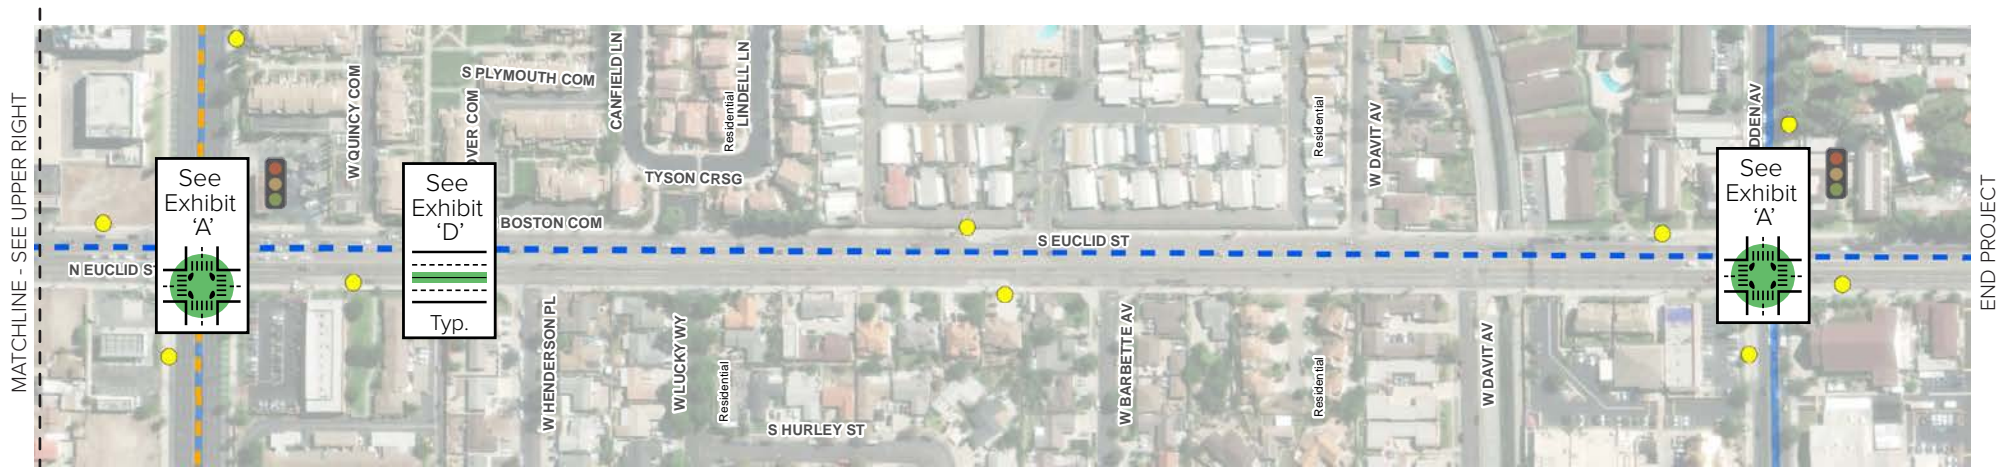 MATCHLINE - SEE UPPER RIGHT
See
Exhibit
‘A’
N EUCLID ST
W QUINCY COM
See
Exhibit
‘D’
Typ.
OVER COM
S PLYMOUTH COM
BOSTON COM
CANFIELD LN
Residential
LINDELL LN
TYSON CRSG
W HENDERSON PL
W LUCKY WY
Residential
S HURLEY ST
S EUCLID ST
W BARBETTE AV
Residential
Residential
W DAVIT AV
W DAVIT AV
DDEN AV
See
Exhibit
‘A’
END PROJECT